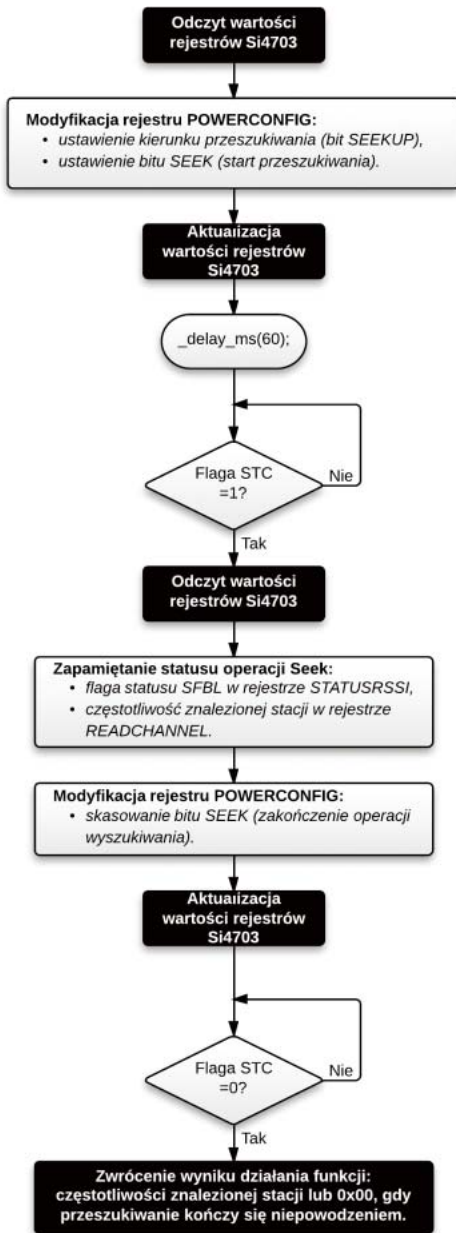 Odczyt wartości
rejestrów Si4703
Modyfikacja rejestru POWERCONFIG:
• ustawienie kierunku przeszukiwania (bit SEEKUP),
• ustawienie bitu SEEK (start przeszukiwania).
Aktualizacja
wartości rejestrów
Si4703
_delay_ms(60);
Flaga STC
=1?
Nie
Tak
Odczyt wartości
rejestrów Si4703
Zapamiętanie statusu operacji Seek:
• flaga statusu SFBL w rejestrze STATUSRSSI,
• częstotliwość znalezionej stacji w rejestrze
READCHANNEL.
Modyfikacja rejestru POWERCONFIG:
• skasowanie bitu SEEK (zakończenie operacji
wyszukiwania).
Aktualizacja
wartości rejestrów
Si4703
Flaga STC
=0?
Nie
Tak
Zwrócenie wyniku działania funkcji:
częstotliwości znalezionej stacji lub 0x00, gdy
przeszukiwanie kończy się niepowodzeniem.